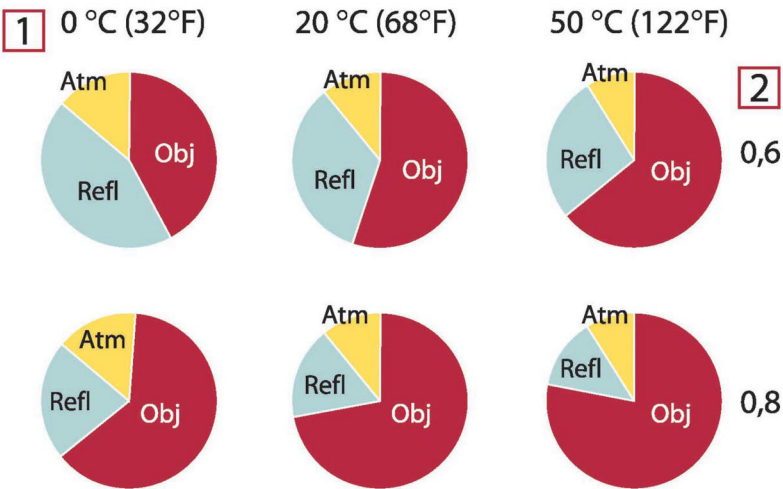 1 0 °C (32°F) 20 °C (68°F) 50 °C (122°F)
2
Atm Obj Refl
Atm Obj Refl
Atm Obj Refl
0,6
Atm Refl Obj
Atm Refl Obj
Atm Refl Obj
0,8